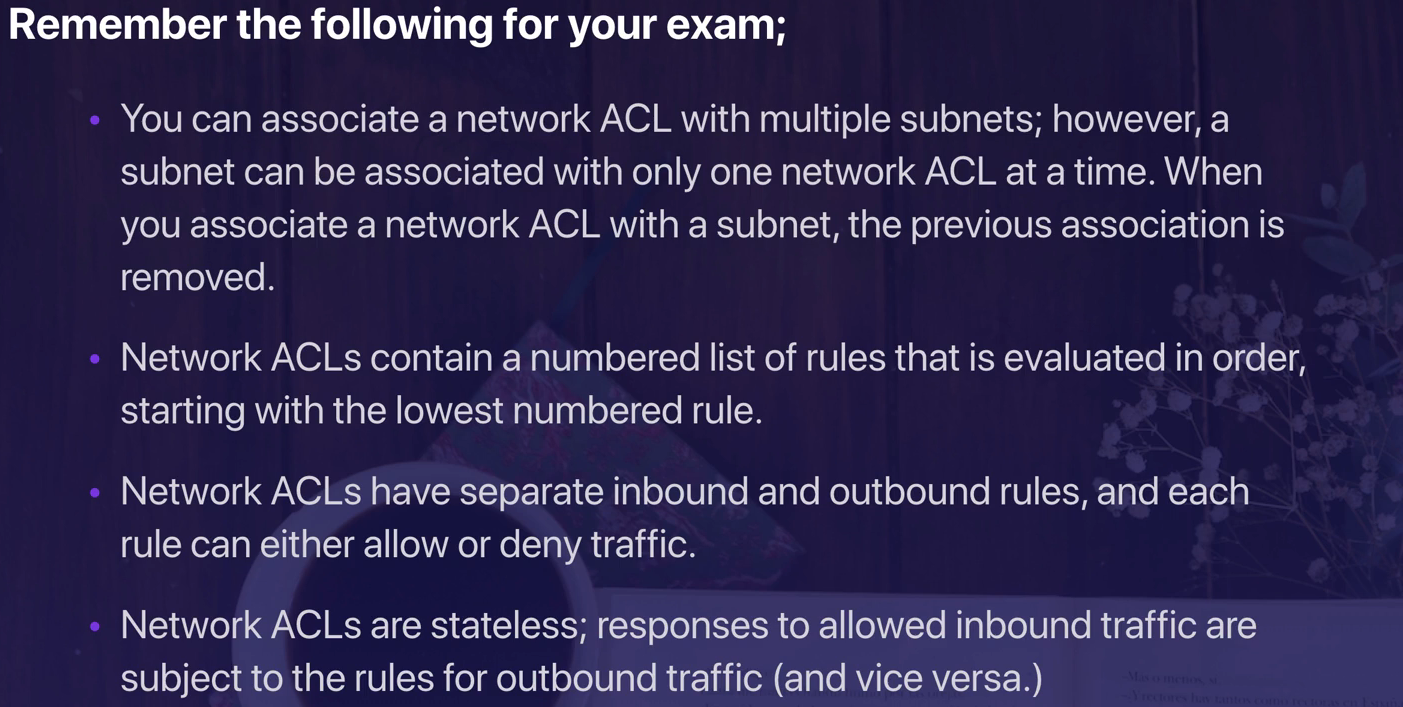 Remember the following for your exam;
• You can associate a network ACL with multiple subnets; however, a
subnet can be associated with only one network ACL at a time. When
you associate a network ACL with a subnet, the previous association is
removed.
• Network ACLs contain a numbered list of rules that is evaluated in order,
starting with the lowest numbered rule.
• Network ACLs have separate inbound and outbound rules, and each
rule can either allow or deny traffic.
• Network ACLs are stateless; responses to allowed inbound traffic are
subject to the rules for outbound traffic (and vice versa.)